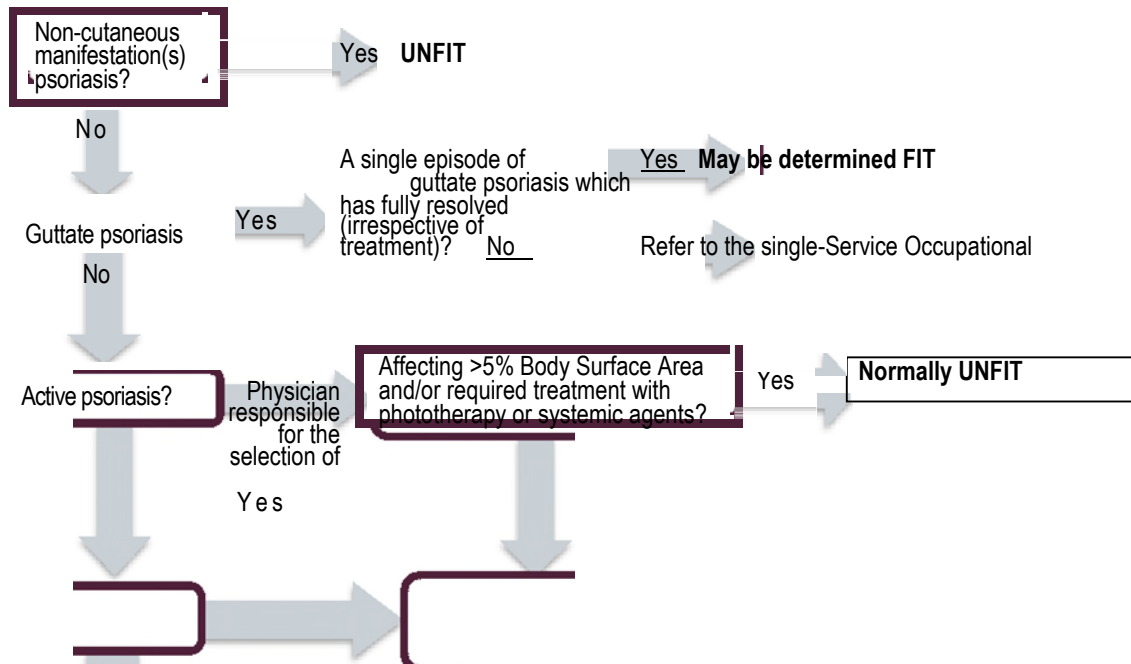 Non-cutaneous
manifestation(s)
psoriasis?
Yes UNFIT
No
A single episode of
guttate psoriasis which
has fully resolved
(irrespective of
treatment)? No
Yes May be determined FIT
Guttate psoriasis
Yes
Refer to the single-Service Occupational
No
Active psoriasis?
Physician
responsible
for the
selection of
Yes
Affecting >5% Body Surface Area
and/or required treatment with
phototherapy or systemic agents?
Yes
Normally UNFIT